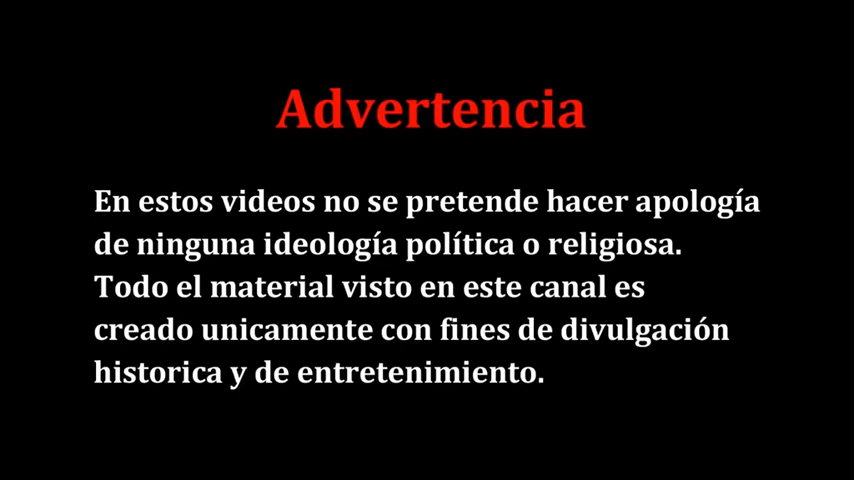 Advertencia
En estos videos no se pretende hacer apología
de ninguna ideología política o religiosa.
Todo el material visto en este canal es
creado unicamente con fines de divulgación
historica y de entretenimiento.